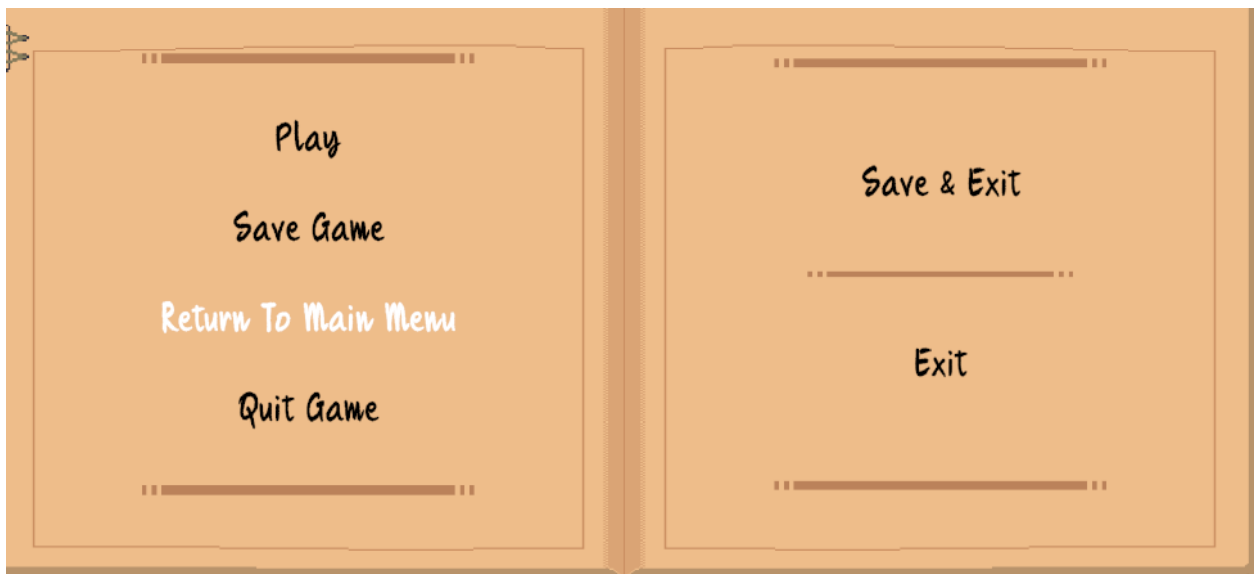 Play
Save Game
Return To Main Menu
Quit Game
Save & Exit
Exit